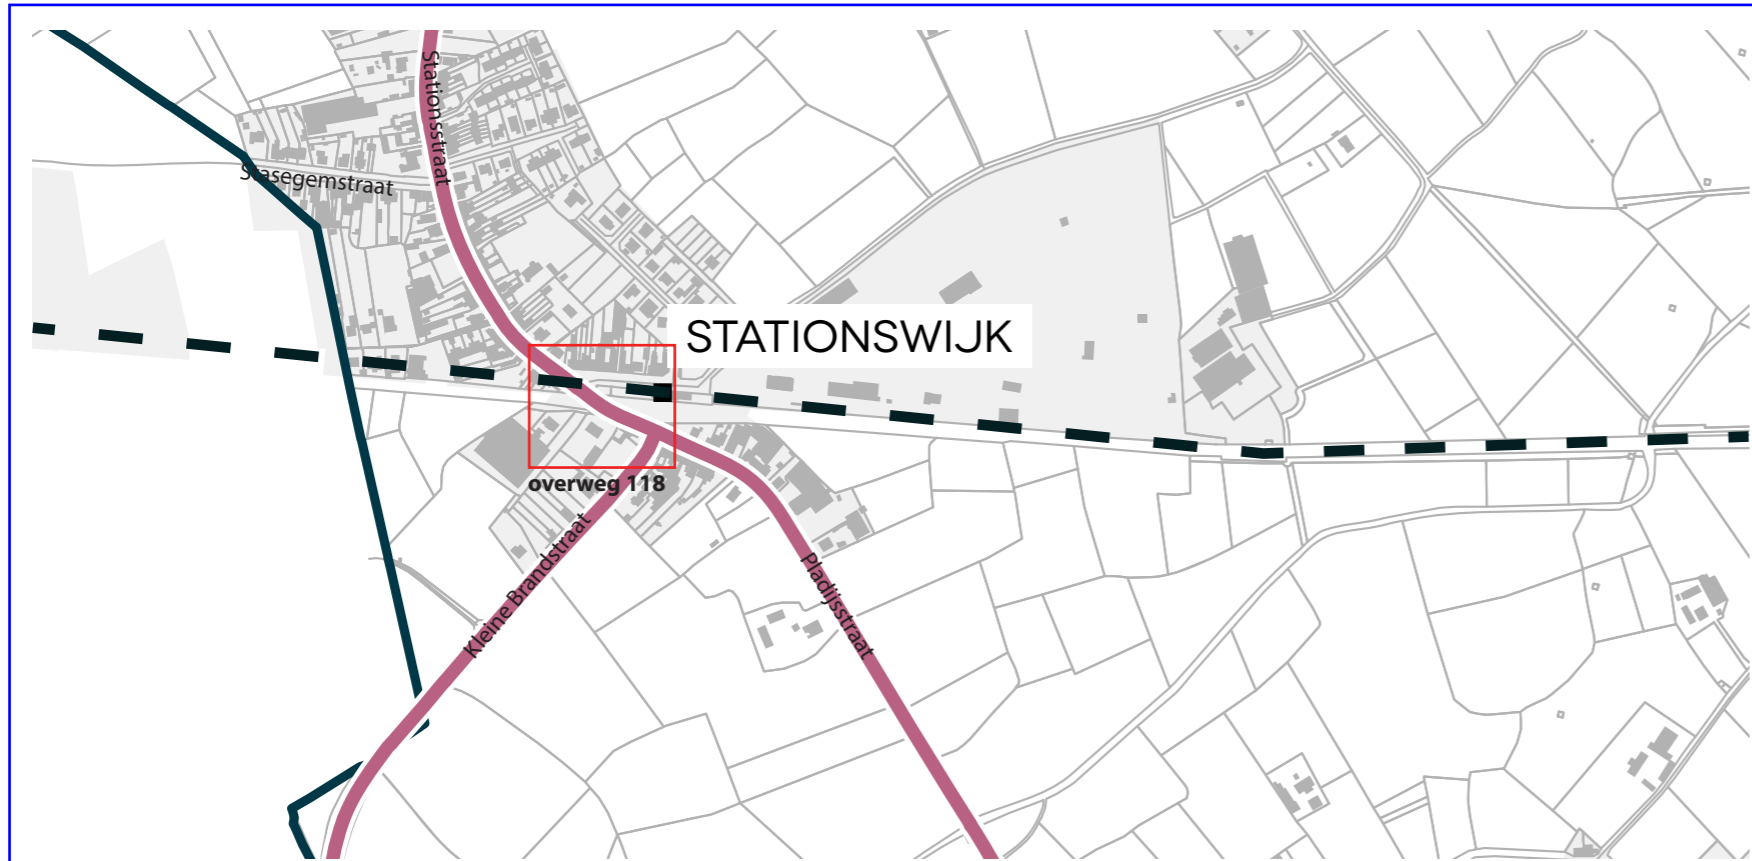 Stationsstraat
Stasegemstraat
STATIONSWIJK
overweg 118
Kleine Brandstraat
Pladijsstraat